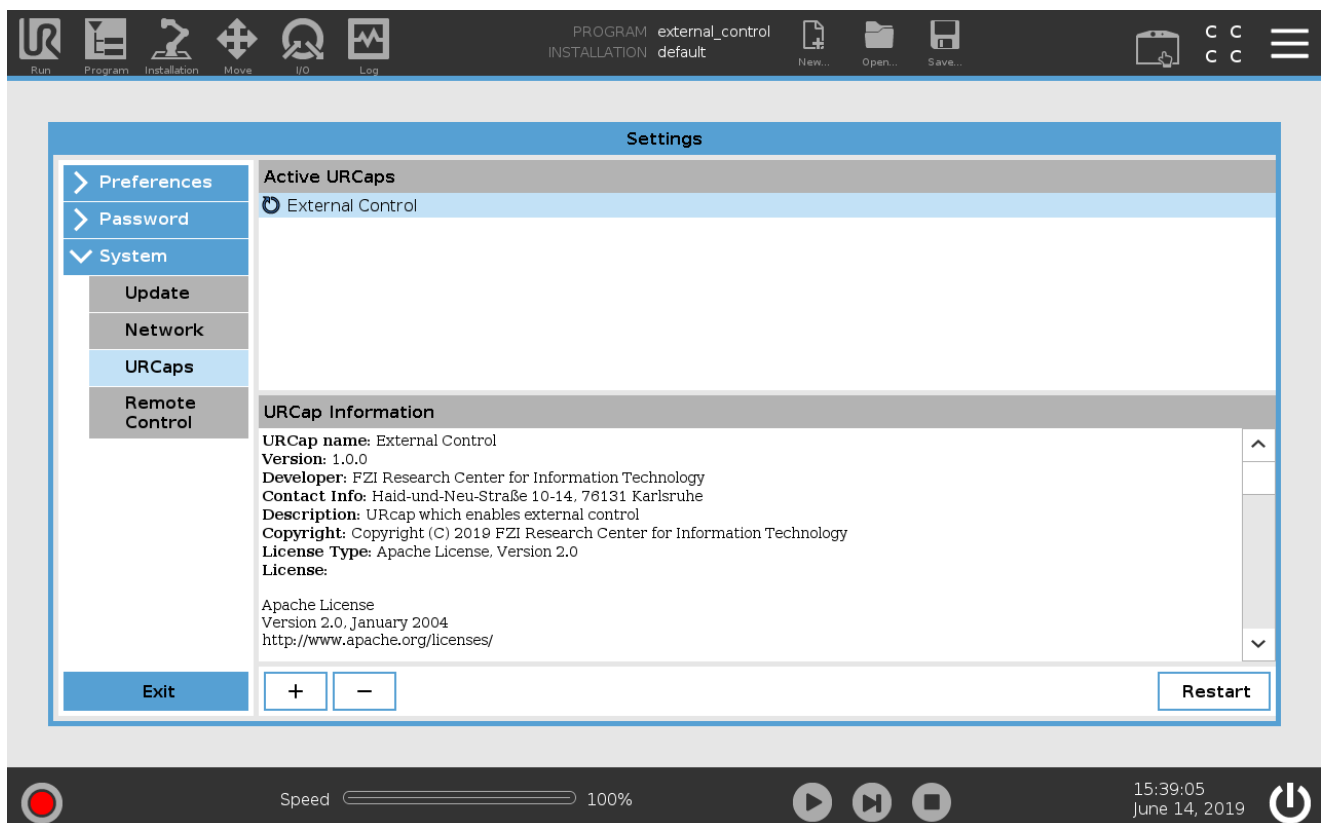 UR
PROGRAM external_control
INSTALLATION default
C C
C C
Run Program Installation Move I/O Log New... Open... Save...
Settings
Preferences
Password
System
Update
Network
URCaps
Remote
Control
Exit
Active URCaps
External Control
URCap Information
URCap name: External Control
Version: 1.0.0
Developer: FZI Research Center for Information Technology
Contact Info: Haid-und-Neu-Straße 10-14, 76131 Karlsruhe
Description: URcap which enables external control
Copyright: Copyright (C) 2019 FZI Research Center for Information Technology
License Type: Apache License, Version 2.0
License:
Apache License
Version 2.0, January 2004
http://www.apache.org/licenses/
+ −
Restart
Speed 100%
15:39:05
June 14, 2019